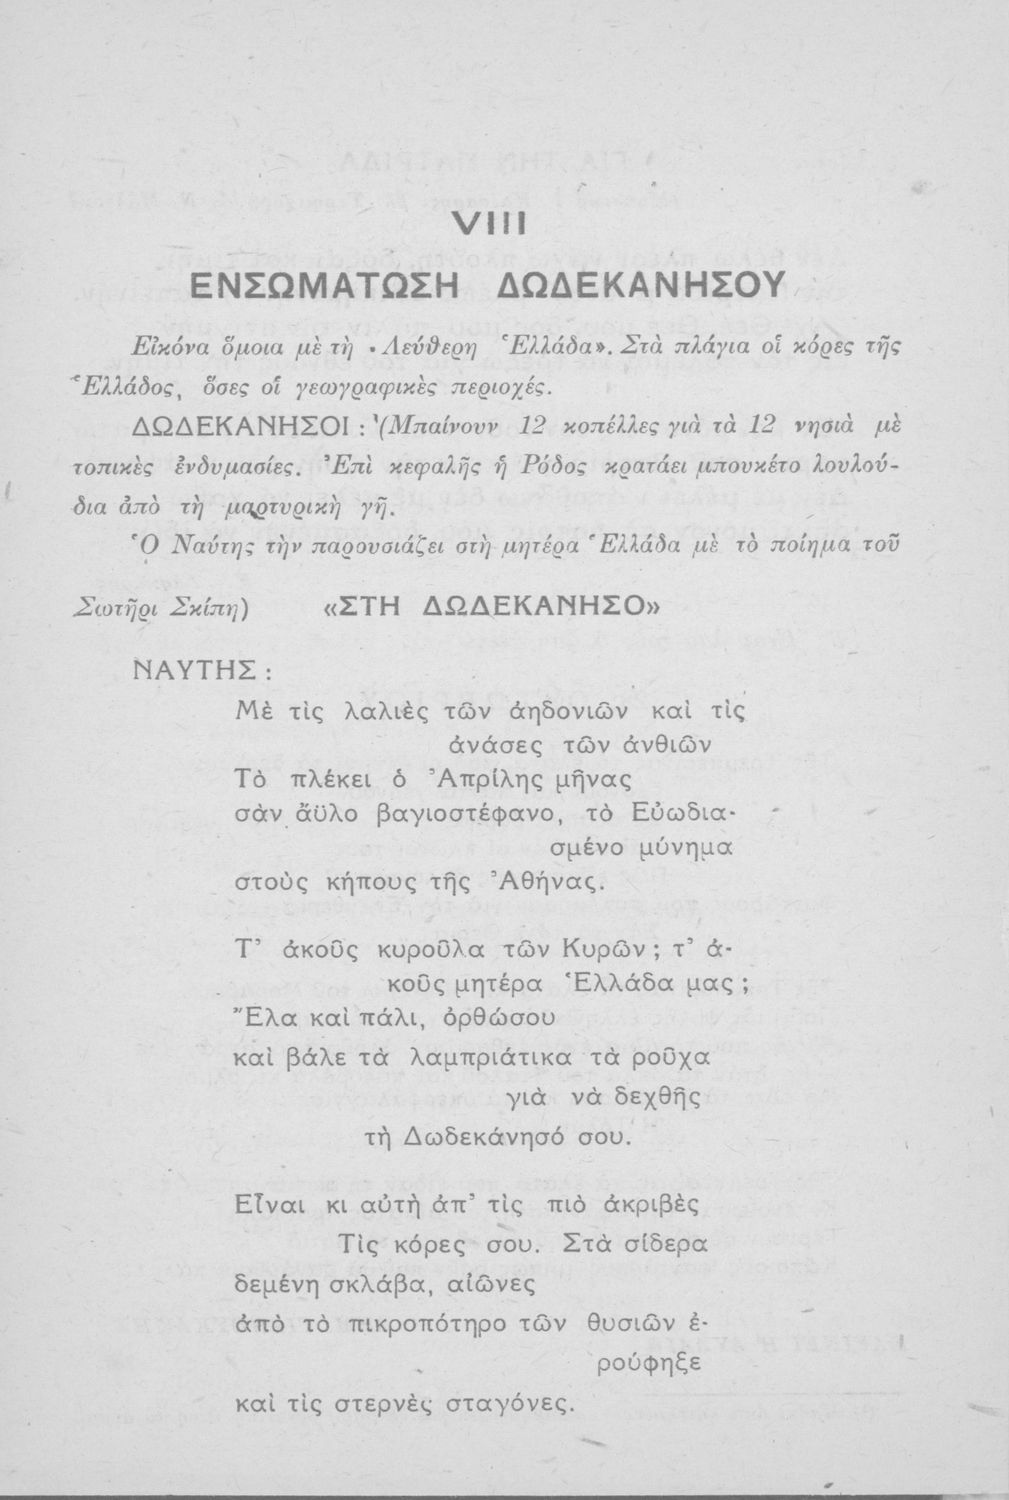 VIII
ΕΝΣΩΜΑΤΩΣΗ ΔΩΔΕΚΑΝΗΣΟΥ
Εἰκόνα ὅμοια μὲ τὴ «Λεύθερη Ἑλλάδα». Στὰ πλάγια οἱ κόρες τῆς
Ἑλλάδος, ὅσες οἱ γεωγραφικὲς περιοχές.
ΔΩΔΕΚΑΝΗΣΟΙ : (Μπαίνουν 12 κοπέλλες γιὰ τὰ 12 νησιὰ μὲ
τοπικὲς ἐνδυμασίες. Ἐπὶ κεφαλῆς ἡ Ρόδος κρατάει μπουκέτο λουλού-
δια ἀπὸ τὴ μαρτυρικὴ γῆ.
Ὁ Ναύτης τὴν παρουσιάζει στὴ μητέρα Ἑλλάδα μὲ τὸ ποίημα τοῦ
Σωτῆρι Σκίπη) «ΣΤΗ ΔΩΔΕΚΑΝΗΣΟ»
ΝΑΥΤΗΣ :
Μὲ τὶς λαλιὲς τῶν ἀηδονιῶν καὶ τὶς
ἀνάσες τῶν ἀνθιῶν
Τὸ πλέκει ὁ Ἀπρίλης μῆνας
σὰν ἄϋλο βαγιοστέφανο, τὸ Εὐωδια-
σμένο μύνημα
στοὺς κήπους τῆς Ἀθήνας.
Τ' ἀκοῦς κυροῦλα τῶν Κυρῶν ; τ' ἀ-
κοῦς μητέρα Ἑλλάδα μας ;
Ἔλα καὶ πάλι, ὀρθώσου
καὶ βάλε τὰ λαμπριάτικα τὰ ροῦχα
γιὰ νὰ δεχθῆς
τὴ Δωδεκάνησό σου.
Εἶναι κι αὐτὴ ἀπ' τὶς πιὸ ἀκριβὲς
Τὶς κόρες σου. Στὰ σίδερα
δεμένη σκλάβα, αἰῶνες
ἀπὸ τὸ πικροπότηρο τῶν θυσιῶν ἐ-
ρούφηξε
καὶ τὶς στερνὲς σταγόνες.